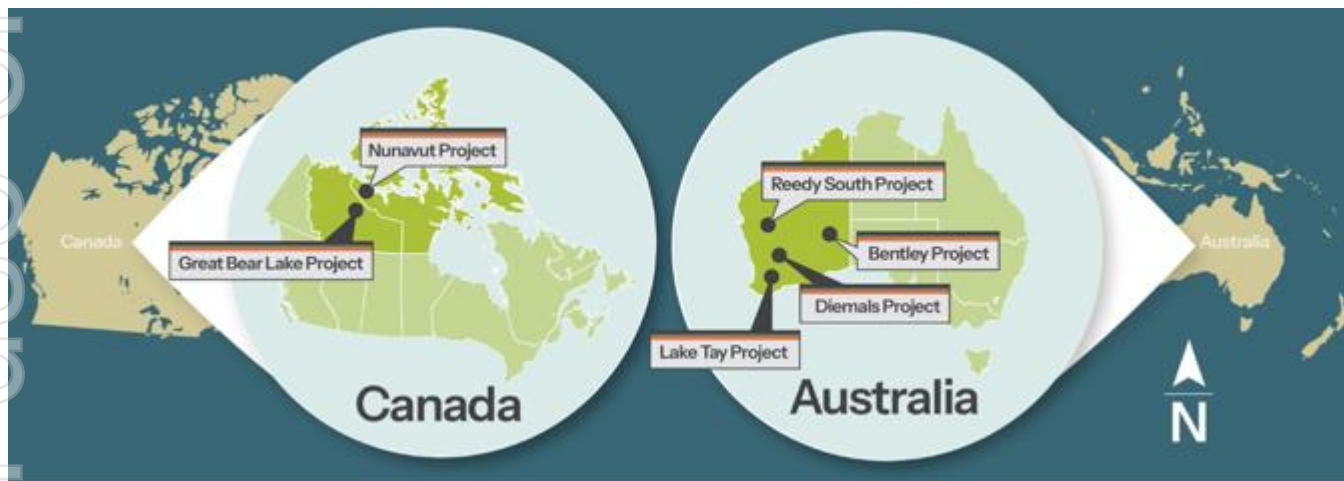 Canada
Nunavut Project
Great Bear Lake Project
Canada
Reedy South Project
Bentley Project
Diemals Project
Lake Tay Project
Australia
Australia
N